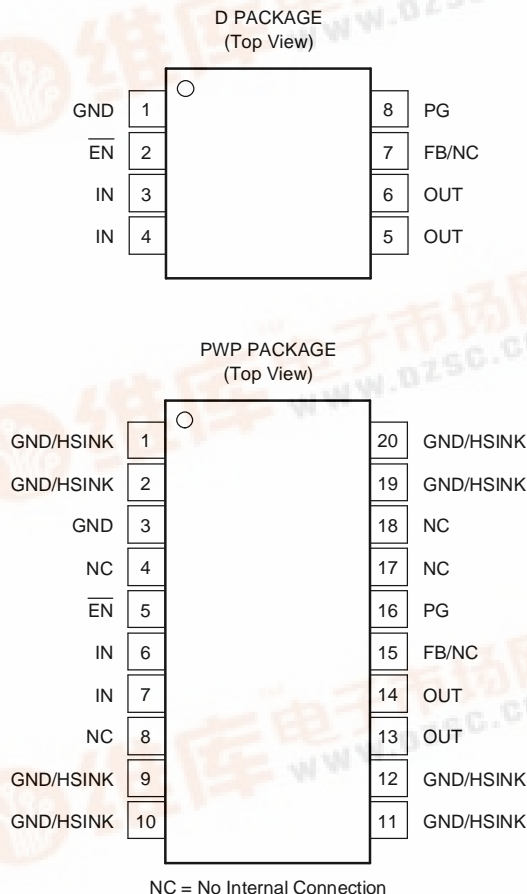 D PACKAGE
(Top View)
GND 1 8 PG
EN 2 7 FB/NC
IN 3 6 OUT
IN 4 5 OUT
PWP PACKAGE
(Top View)
GND/HSINK 1 20 GND/HSINK
GND/HSINK 2 19 GND/HSINK
GND 3 18 NC
NC 4 17 NC
EN 5 16 PG
IN 6 15 FB/NC
IN 7 14 OUT
NC 8 13 OUT
GND/HSINK 9 12 GND/HSINK
GND/HSINK 10 11 GND/HSINK
NC = No Internal Connection